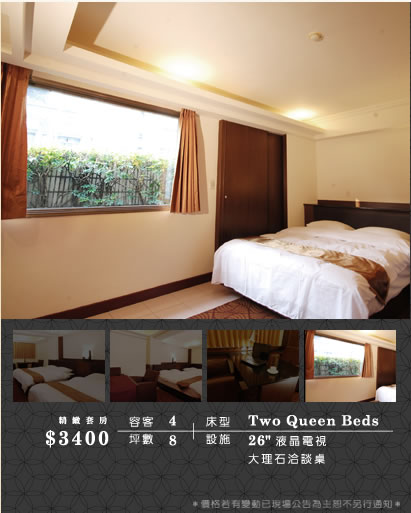 精緻套房
$3400
容客 4
坪數 8
床型 Two Queen Beds
設施 26" 液晶電視
大理石洽談桌
*價格若有變動已現場公告為主恕不另行通知*